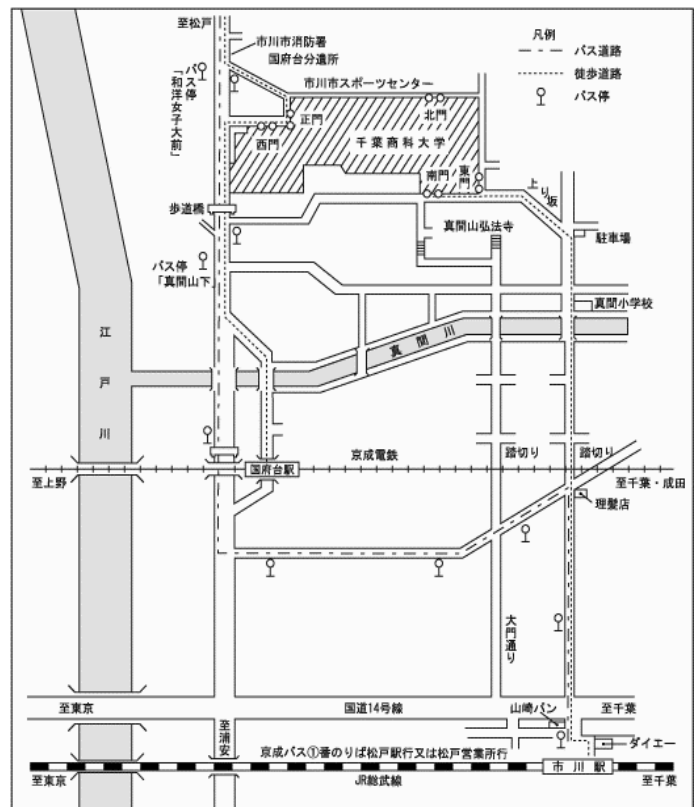 至松戸
市川市消防署
国府台分遣所
凡例
バス道路
徒歩道路
バス停
バス停
「和洋女子大前」
市川市スポーツセンター
正門
北門
西門
千葉商科大学
南門
東門
上り坂
歩道橋
真間山弘法寺
駐車場
バス停
「真間山下」
真間小学校
江戸川
真間川
京成電鉄
踏切り
踏切り
国府台駅
至上野
至千葉・成田
理髪店
大門通り
至東京
国道14号線
山崎パン
至千葉
至浦安
ダイエー
京成バス①番のりば松戸駅行又は松戸営業所行
市川駅
至東京
JR総武線
至千葉